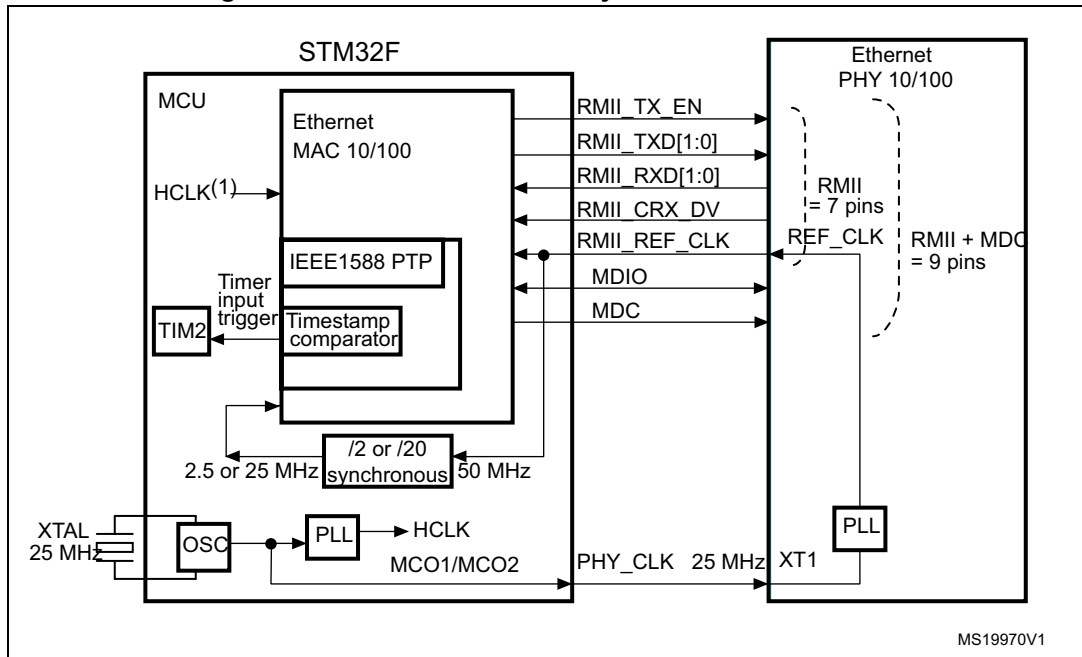 STM32F
MCU
Ethernet
MAC 10/100
HCLK(1)
IEEE1588 PTP
Timer
input
trigger
TIM2
Timestamp
comparator
/2 or /20
synchronous
2.5 or 25 MHz
50 MHz
XTAL
25 MHz
OSC
PLL
HCLK
MCO1/MCO2
RMII_TX_EN
RMII_TXD[1:0]
RMII_RXD[1:0]
RMII_CRX_DV
RMII_REF_CLK
MDIO
MDC
PHY_CLK 25 MHz
Ethernet
PHY 10/100
RMII
= 7 pins
REF_CLK
RMII + MDC
= 9 pins
PLL
XT1
MS19970V1